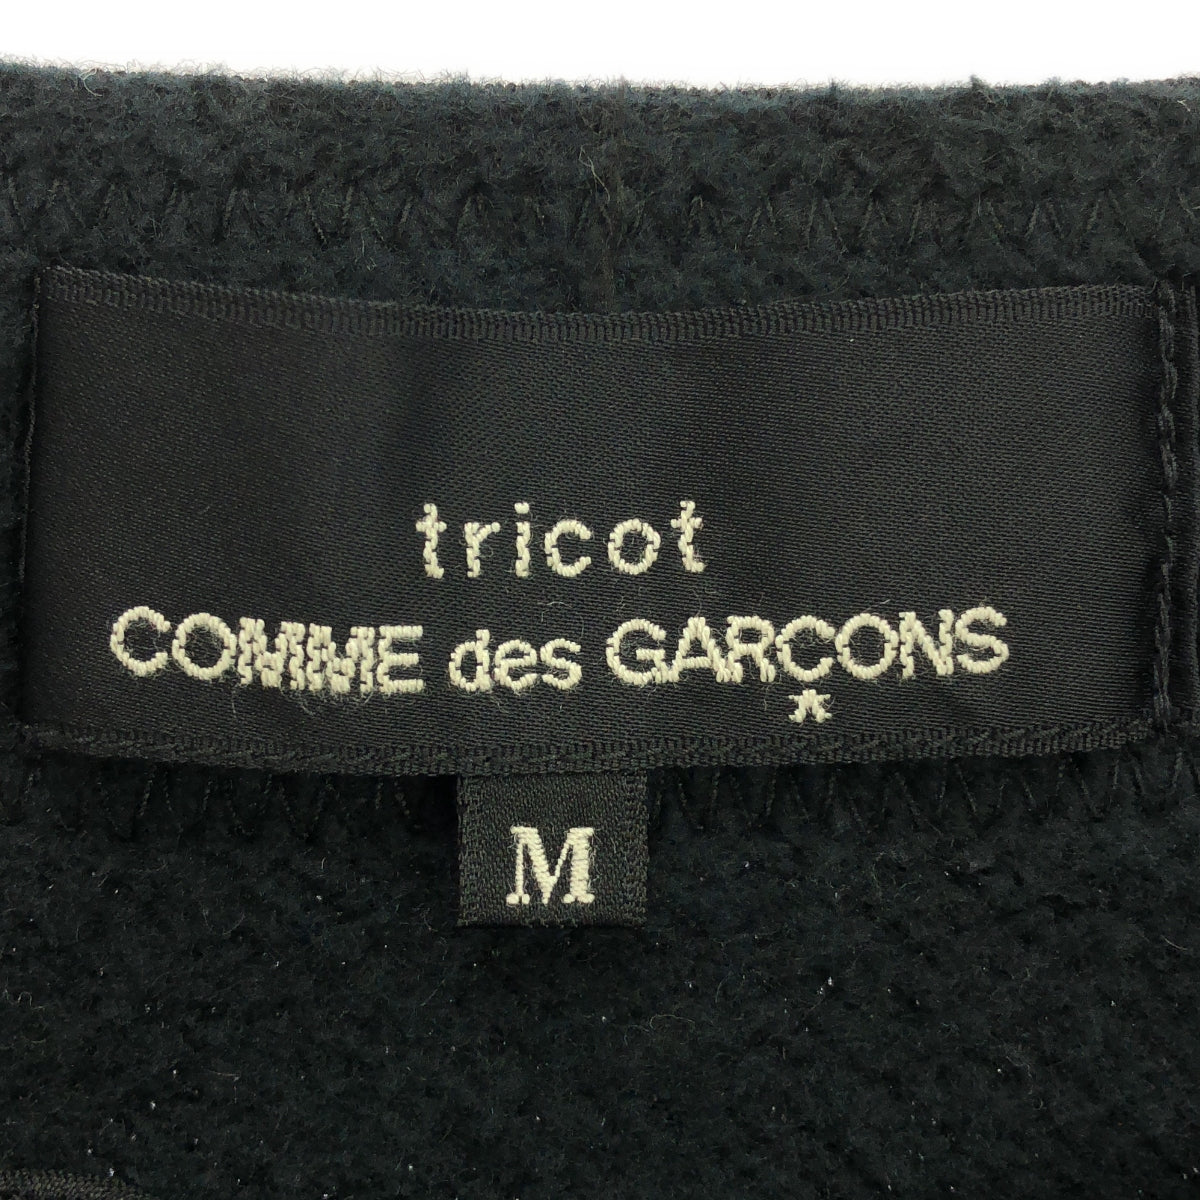 tricot
COMME des GARÇONS
*
M